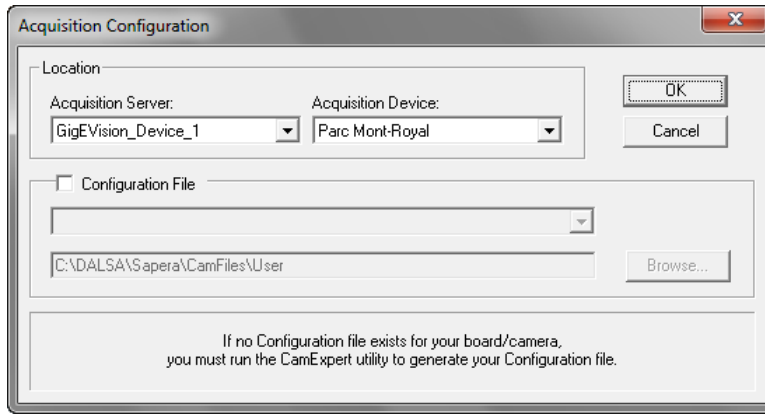 Acquisition Configuration
Location
Acquisition Server:
Acquisition Device:
GigEVision_Device_1
Parc Mont-Royal
OK
Cancel
Configuration File
C:\DALSA\Sapera\CamFiles\User
Browse...
If no Configuration file exists for your board/camera,
you must run the CamExpert utility to generate your Configuration file.